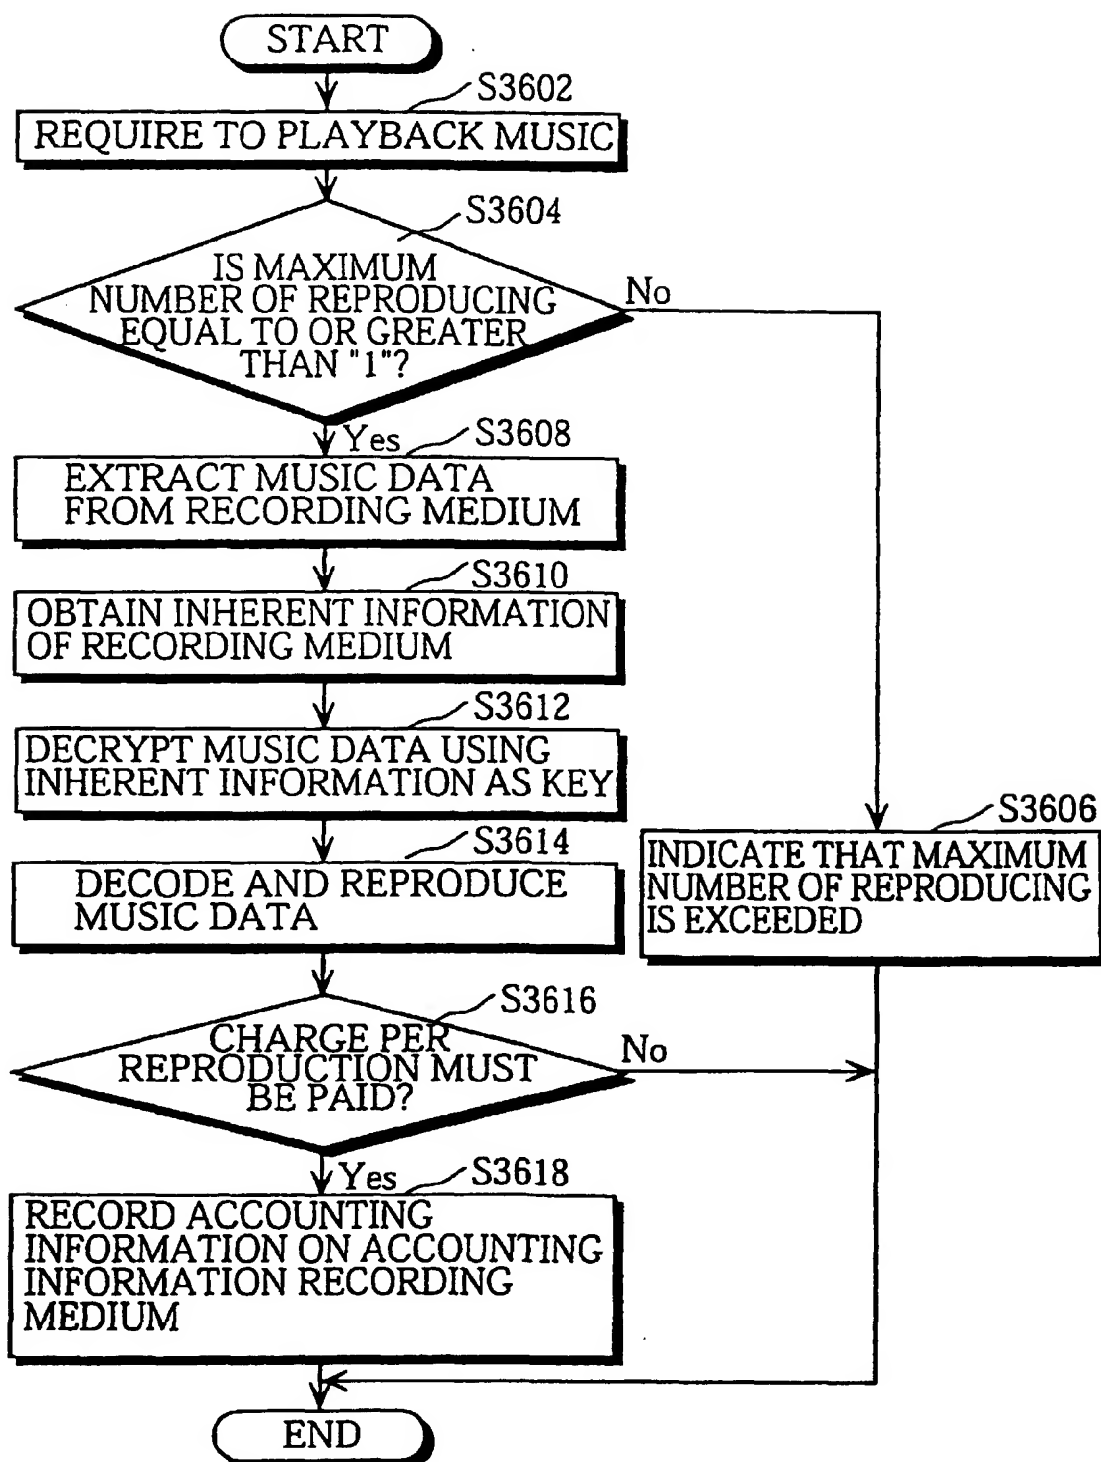 START
S3602
REQUIRE TO PLAYBACK MUSIC
S3604
IS MAXIMUM
NUMBER OF REPRODUCING
EQUAL TO OR GREATER
THAN "1"?
No
Yes
S3608
EXTRACT MUSIC DATA
FROM RECORDING MEDIUM
S3610
OBTAIN INHERENT INFORMATION
OF RECORDING MEDIUM
S3612
DECRYPT MUSIC DATA USING
INHERENT INFORMATION AS KEY
S3606
INDICATE THAT MAXIMUM
NUMBER OF REPRODUCING
IS EXCEEDED
S3614
DECODE AND REPRODUCE
MUSIC DATA
S3616
CHARGE PER
REPRODUCTION MUST
BE PAID?
No
Yes
S3618
RECORD ACCOUNTING
INFORMATION ON ACCOUNTING
INFORMATION RECORDING
MEDIUM
END